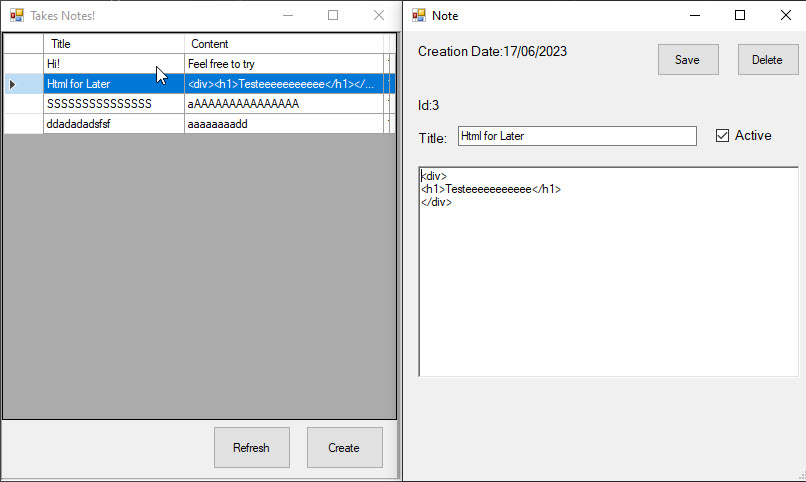 Takes Notes!
Title Content
Hi! Feel free to try
Html for Later <div><h1>Testeeeeeeeeeee</h1></...
SSSSSSSSSSSSSSS aAAAAAAAAAAAAAAA
ddadadadsfsf aaaaaaaadd
Refresh Create
Note
Creation Date:17/06/2023 Save Delete
Id:3
Title: Html for Later Active
<div>
<h1>Testeeeeeeeeeee</h1>
</div>